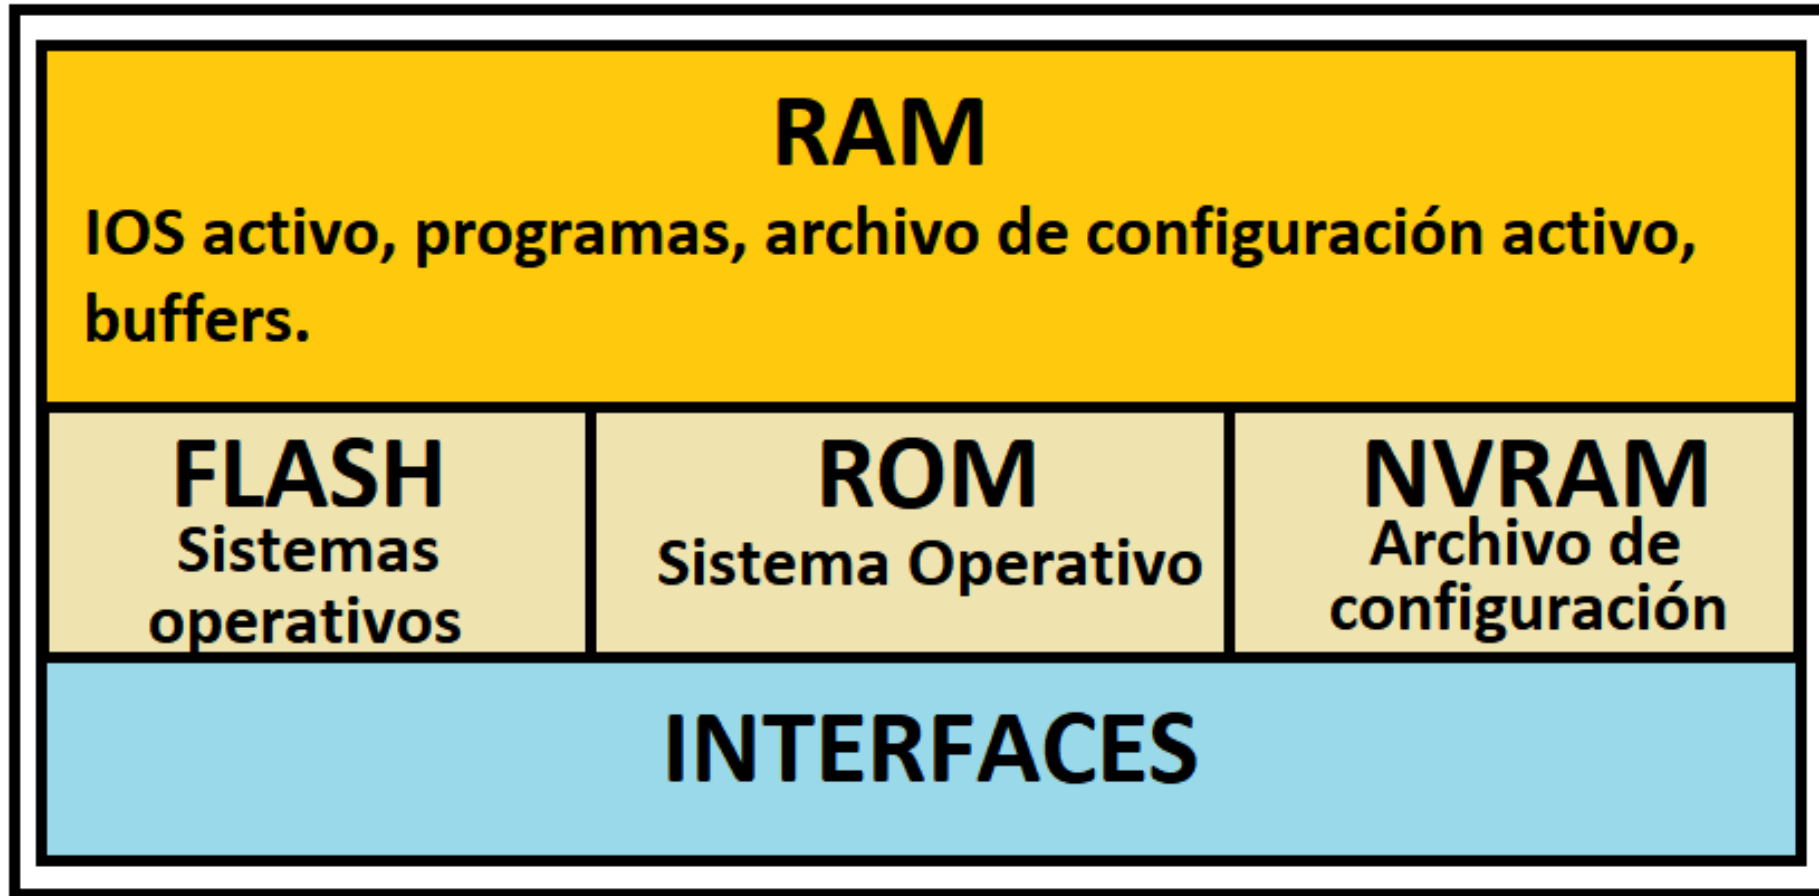 RAM
IOS activo, programas, archivo de configuración activo,
buffers.
FLASH
Sistemas
operativos
ROM
Sistema Operativo
NVRAM
Archivo de
configuración
INTERFACES